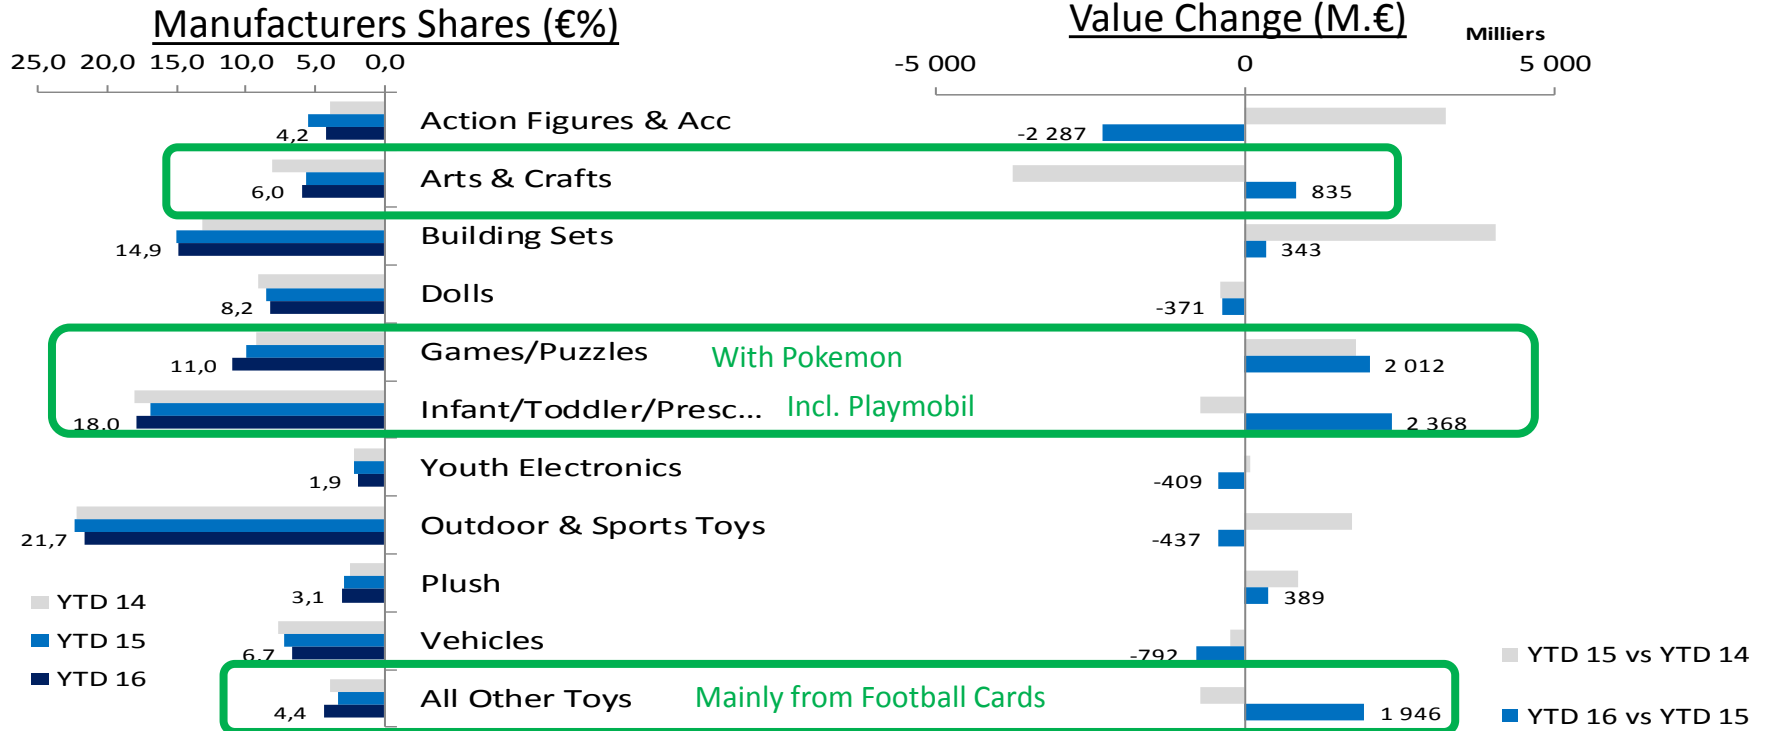 Manufacturers Shares (€%)
Value Change (M.€)
Milliers
25,0 20,0 15,0 10,0 5,0 0,0
-5 000 0 5 000
Action Figures & Acc
4,2
-2 287
Arts & Crafts
6,0
835
Building Sets
14,9
343
Dolls
8,2
-371
Games/Puzzles
With Pokemon
11,0
2 012
Infant/Toddler/Presc...
Incl. Playmobil
18,0
2 368
Youth Electronics
1,9
-409
Outdoor & Sports Toys
21,7
-437
Plush
3,1
389
Vehicles
6,7
-792
All Other Toys
Mainly from Football Cards
4,4
1 946
YTD 14
YTD 15
YTD 16
YTD 15 vs YTD 14
YTD 16 vs YTD 15